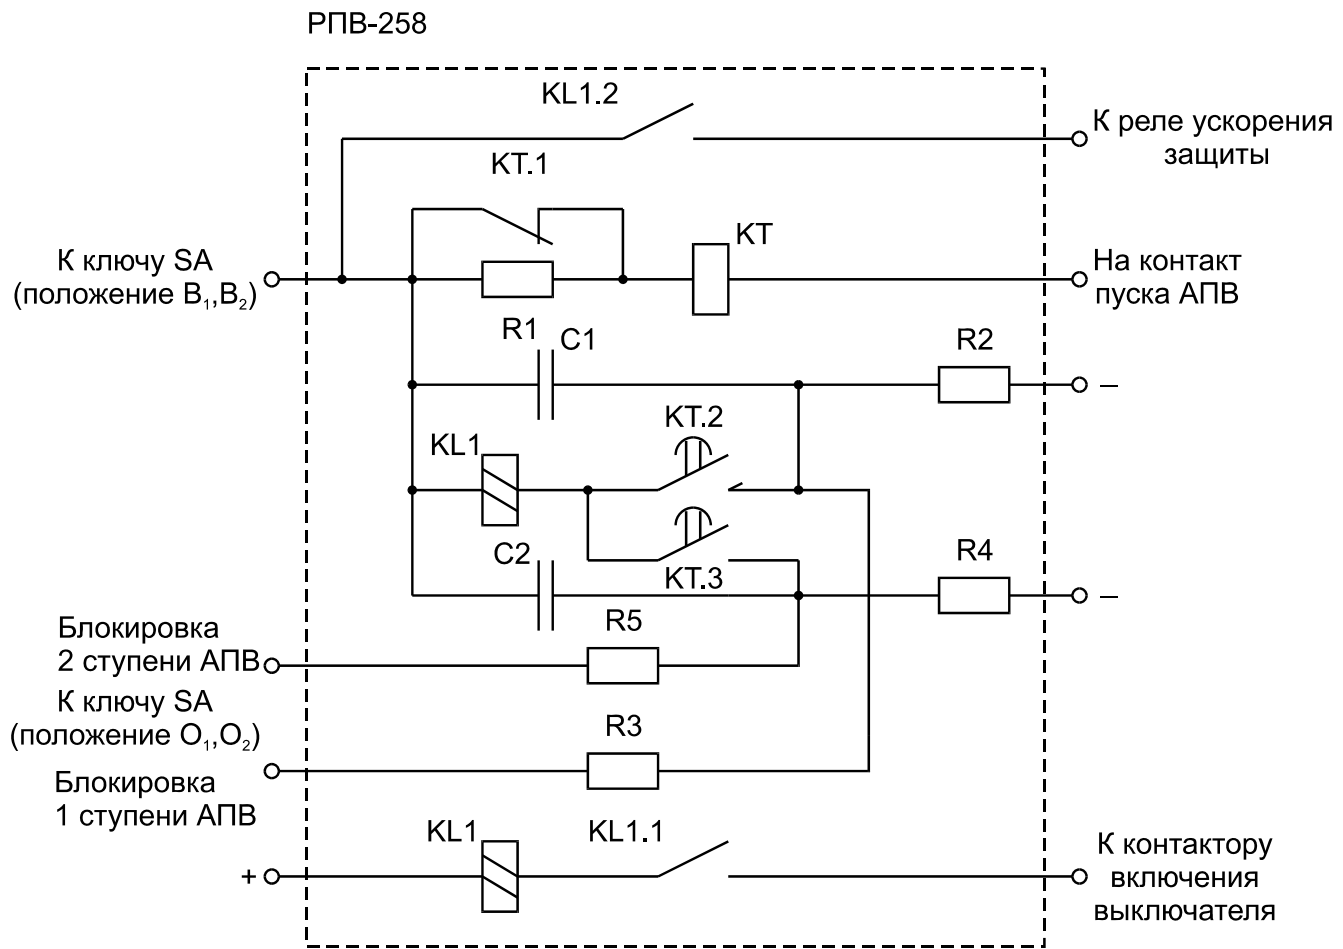 РПВ-258
KL1.2
К реле ускорения
защиты
KT.1
К ключу SA
(положение В₁,В₂)
KT
На контакт
пуска АПВ
R1
C1
R2
–
KT.2
KL1
C2
KT.3
R4
–
Блокировка
2 ступени АПВ
R5
К ключу SA
(положение О₁,О₂)
R3
Блокировка
1 ступени АПВ
KL1
KL1.1
+
К контактору
включения
выключателя